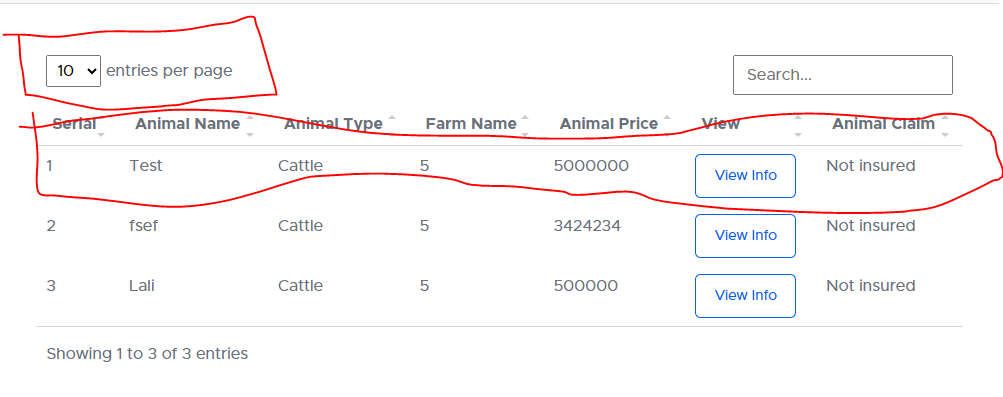 10 entries per page
Search...
Serial Animal Name Animal Type Farm Name Animal Price View Animal Claim
1 Test Cattle 5 5000000 View Info Not insured
2 fsef Cattle 5 3424234 View Info Not insured
3 Lali Cattle 5 500000 View Info Not insured
Showing 1 to 3 of 3 entries